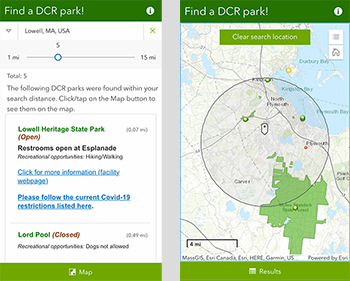 Find a DCR park!
Lowell, MA, USA
5
1 mi
15 mi
Total: 5
The following DCR parks were found within your
search distance. Click/tap on the Map button to
see them on the map.
Lowell Heritage State Park (0.07 mi)
(Open)
Restrooms open at Esplanade
Recreational opportunities: Hiking/Walking
Click for more information (facility
webpage)
Please follow the current Covid-19
restrictions listed here.
Lord Pool (Closed) (0.49 mi)
Recreational opportunities: Dogs not allowed
Map
Find a DCR park!
Clear search location
Duxbury Bay
Kingston
Kingston Bay
North
Plymouth
Plymouth
Carver
4 mi
MassGIS, Esri Canada, Esri, HERE, Garmin, US
Powered by Esri
Results